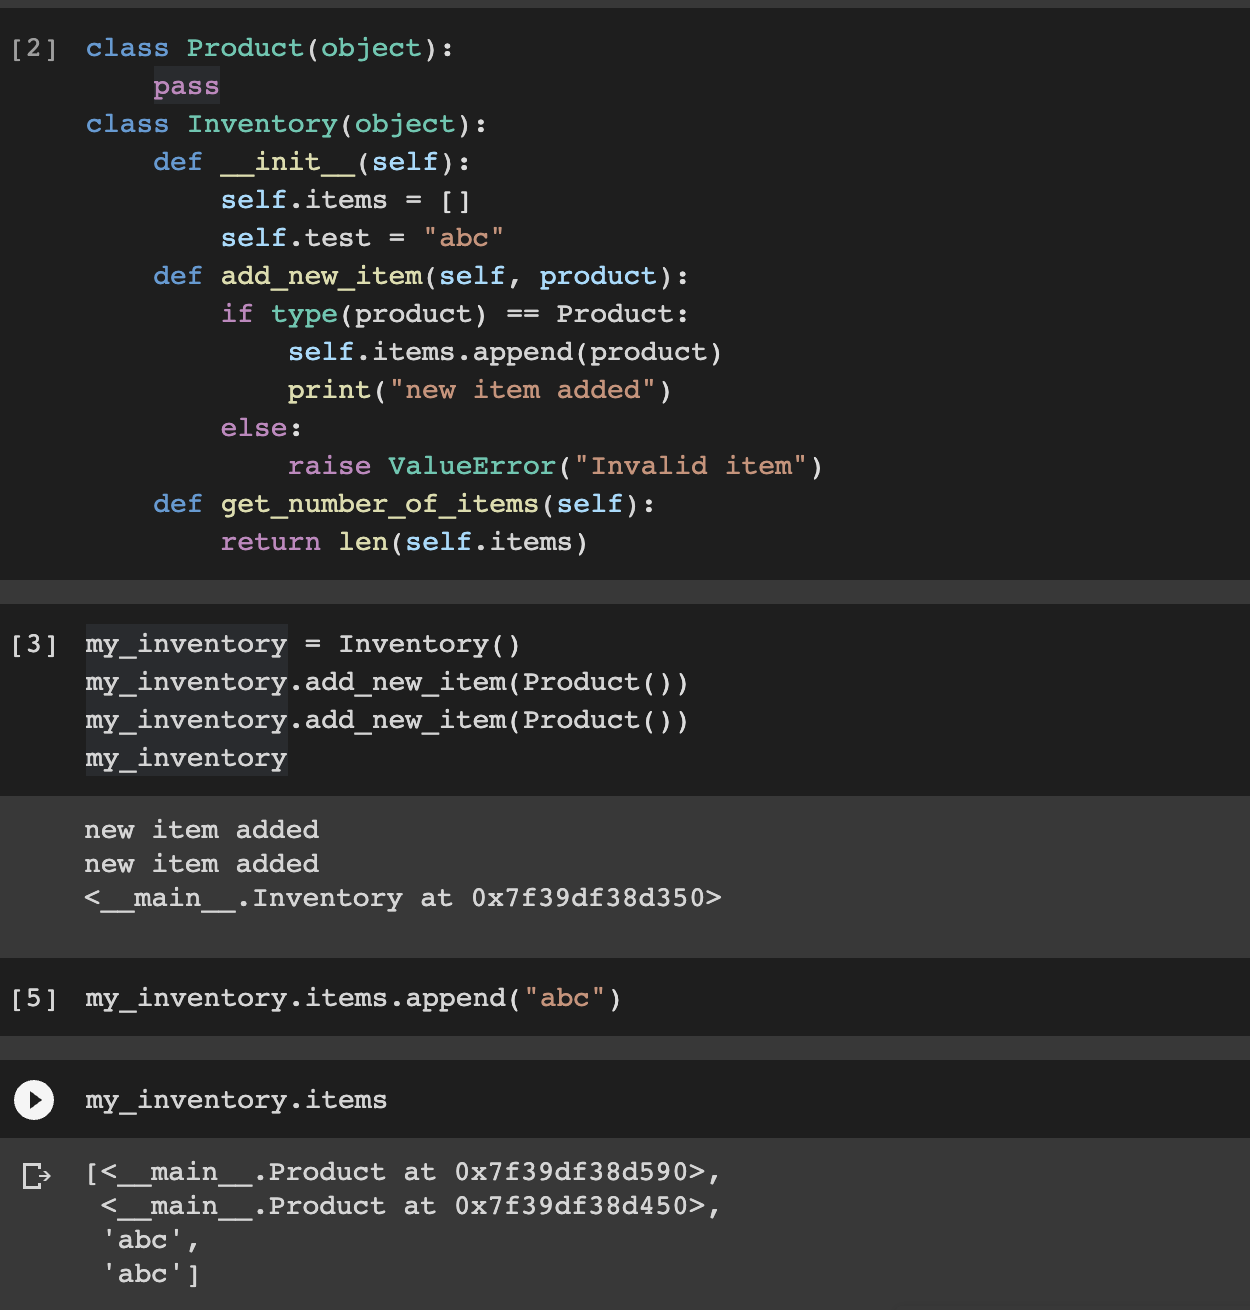 [2] class Product(object):
        pass
    class Inventory(object):
        def __init__(self):
            self.items = []
            self.test = "abc"
        def add_new_item(self, product):
            if type(product) == Product:
                self.items.append(product)
                print("new item added")
            else:
                raise ValueError("Invalid item")
        def get_number_of_items(self):
            return len(self.items)
[3] my_inventory = Inventory()
    my_inventory.add_new_item(Product())
    my_inventory.add_new_item(Product())
    my_inventory
    new item added
    new item added
    <__main__.Inventory at 0x7f39df38d350>
[5] my_inventory.items.append("abc")
    my_inventory.items
    [<__main__.Product at 0x7f39df38d590>,
     <__main__.Product at 0x7f39df38d450>,
     'abc',
     'abc']